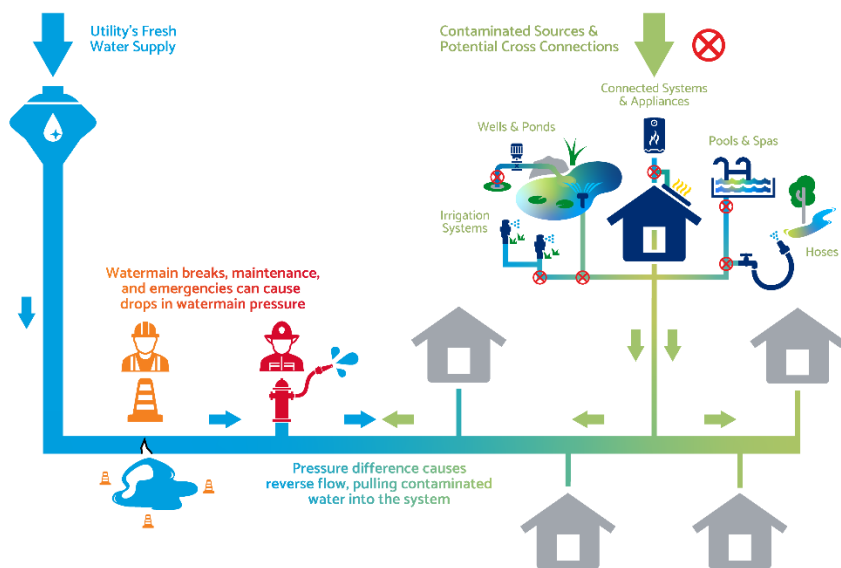 Utility's Fresh
Water Supply
Contaminated Sources &
Potential Cross Connections
Connected Systems
& Appliances
Wells & Ponds
Pools & Spas
Irrigation
Systems
Hoses
Watermain breaks, maintenance,
and emergencies can cause
drops in watermain pressure
Pressure difference causes
reverse flow, pulling contaminated
water into the system